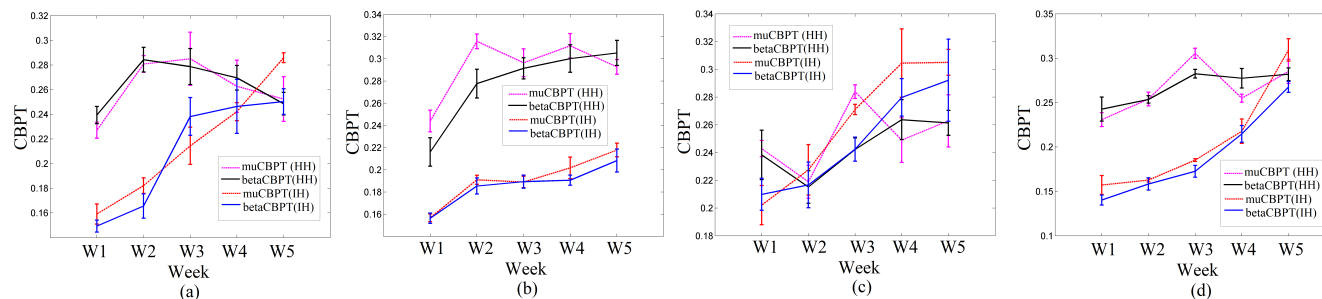 CBPT
0.3
0.28
0.26
0.24
0.22
0.2
0.18
0.16
muCBPT (HH)
betaCBPT(HH)
muCBPT(IH)
betaCBPT(IH)
W1 W2 W3 W4 W5
Week
(a)
CBPT
0.34
0.32
0.3
0.28
0.26
0.24
0.22
0.2
0.18
0.16
0.14
muCBPT(HH)
betaCBPT(HH)
muCBPT(IH)
betaCBPT(IH)
W1 W2 W3 W4 W5
Week
(b)
CBPT
0.34
0.32
0.3
0.28
0.26
0.24
0.22
0.2
0.18
muCBPT(HH)
betaCBPT(HH)
muCBPT(IH)
betaCBPT(IH)
W1 W2 W3 W4 W5
Week
(c)
CBPT
0.35
0.3
0.25
0.2
0.15
0.1
muCBPT (HH)
betaCBPT(HH)
muCBPT(IH)
betaCBPT(IH)
W1 W2 W3 W4 W5
Week
(d)